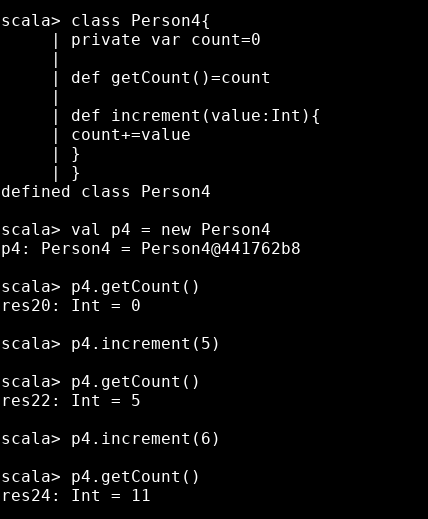 scala> class Person4{
     | private var count=0
     |
     | def getCount()=count
     |
     | def increment(value:Int){
     | count+=value
     | }
     | }
defined class Person4

scala> val p4 = new Person4
p4: Person4 = Person4@441762b8

scala> p4.getCount()
res20: Int = 0

scala> p4.increment(5)

scala> p4.getCount()
res22: Int = 5

scala> p4.increment(6)

scala> p4.getCount()
res24: Int = 11